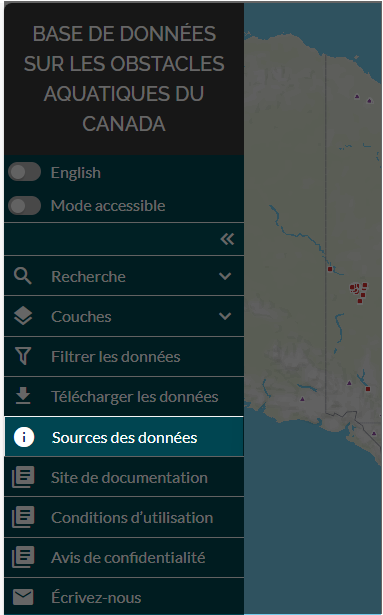 BASE DE DONNÉES
SUR LES OBSTACLES
AQUATIQUES DU
CANADA
English
Mode accessible
Recherche
Couches
Filtrer les données
Télécharger les données
Sources des données
Site de documentation
Conditions d'utilisation
Avis de confidentialité
Écrivez-nous